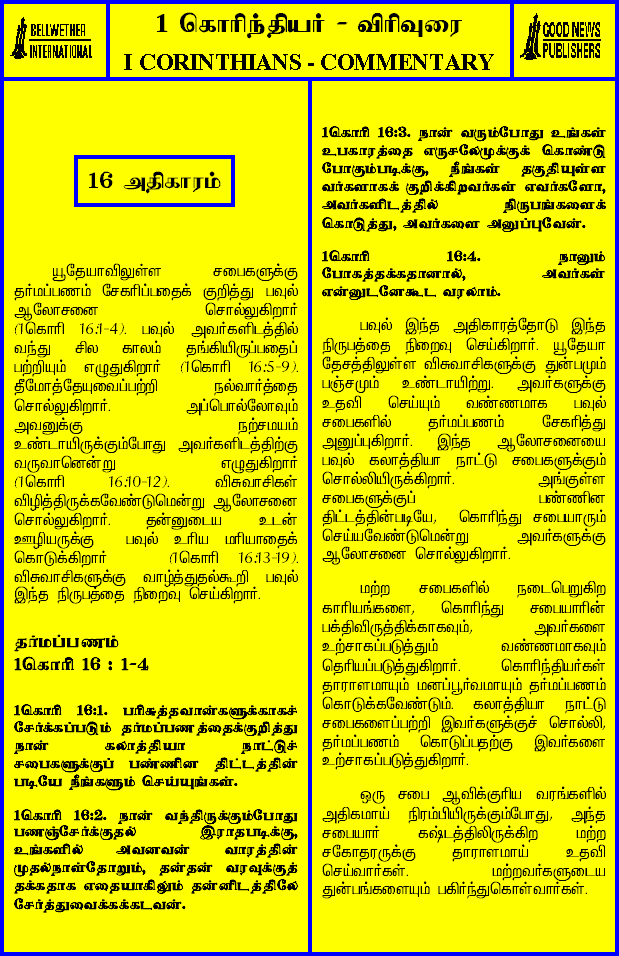 BELLWETHER
INTERNATIONAL
1 கொரிந்தியர் - விரிவுரை
I CORINTHIANS - COMMENTARY
GOOD NEWS
PUBLISHERS
16 அதிகாரம்
யூதேயாவிலுள்ள சபைகளுக்கு
தர்மப்பணம் சேகரிப்பதைக் குறித்து பவுல்
ஆலோசனை சொல்லுகிறார்
(1கொரி 16:1-4). பவுல் அவர்களிடத்தில்
வந்து சில காலம் தங்கியிருப்பதைப்
பற்றியும் எழுதுகிறார் (1கொரி 16:5-9).
தீமோத்தேயுவைப்பற்றி நல்வார்த்தை
சொல்லுகிறார். அப்பொல்லோவும்
அவனுக்கு நற்சமயம்
உண்டாயிருக்கும்போது அவர்களிடத்திற்கு
வருவானென்று எழுதுகிறார்
(1கொரி 16:10-12). விசுவாசிகள்
விழித்திருக்கவேண்டுமென்று ஆலோசனை
சொல்லுகிறார். தன்னுடைய உடன்
ஊழியருக்கு பவுல் உரிய மரியாதைக்
கொடுக்கிறார் (1கொரி 16:13-19).
விசுவாசிகளுக்கு வாழ்த்துதல்கூறி பவுல்
இந்த நிருபத்தை நிறைவு செய்கிறார்.
தர்மப்பணம்
1கொரி 16 : 1-4
1கொரி 16:1. பரிசுத்தவான்களுக்காகச்
சேர்க்கப்படும் தர்மப்பணத்தைக்குறித்து
நான் கலாத்தியா நாட்டுச்
சபைகளுக்குப் பண்ணின திட்டத்தின்
படியே நீங்களும் செய்யுங்கள்.
1கொரி 16:2. நான் வந்திருக்கும்போது
பணஞ்சேர்க்குதல் இராதபடிக்கு,
உங்களில் அவனவன் வாரத்தின்
முதல்நாள்தோறும், தன்தன் வரவுக்குத்
தக்கதாக எதையாகிலும் தன்னிடத்திலே
சேர்த்துவைக்கக்கடவன்.
1கொரி 16:3. நான் வரும்போது உங்கள்
உபகாரத்தை எருசலேமுக்குக் கொண்டு
போகும்படிக்கு, நீங்கள் தகுதியுள்ள
வர்களாகக் குறிக்கிறவர்கள் எவர்களோ,
அவர்களிடத்தில் நிருபங்களைக்
கொடுத்து, அவர்களை அனுப்புவேன்.
1கொரி 16:4. நானும்
போகத்தக்கதானால், அவர்கள்
என்னுடனேகூட வரலாம்.
பவுல் இந்த அதிகாரத்தோடு இந்த
நிருபத்தை நிறைவு செய்கிறார். யூதேயா
தேசத்திலுள்ள விசுவாசிகளுக்கு துன்பமும்
பஞ்சமும் உண்டாயிற்று. அவர்களுக்கு
உதவி செய்யும் வண்ணமாக பவுல்
சபைகளில் தர்மப்பணம் சேகரித்து
அனுப்புகிறார். இந்த ஆலோசனையை
பவுல் கலாத்தியா நாட்டு சபைகளுக்கும்
சொல்லியிருக்கிறார். அங்குள்ள
சபைகளுக்குப் பண்ணின
திட்டத்தின்படியே, கொரிந்து சபையாரும்
செய்யவேண்டுமென்று அவர்களுக்கு
ஆலோசனை சொல்லுகிறார்.
மற்ற சபைகளில் நடைபெறுகிற
காரியங்களை, கொரிந்து சபையாரின்
பக்திவிருத்திக்காகவும், அவர்களை
உற்சாகப்படுத்தும் வண்ணமாகவும்
தெரியப்படுத்துகிறார். கொரிந்தியர்கள்
தாராளமாயும் மனப்பூர்வமாயும் தர்மப்பணம்
கொடுக்கவேண்டும். கலாத்தியா நாட்டு
சபைகளைப்பற்றி இவர்களுக்குச் சொல்லி,
தர்மப்பணம் கொடுப்பதற்கு இவர்களை
உற்சாகப்படுத்துகிறார்.
ஒரு சபை ஆவிக்குரிய வரங்களில்
அதிகமாய் நிரம்பியிருக்கும்போது, அந்த
சபையார் கஷ்டத்திலிருக்கிற மற்ற
சகோதரருக்கு தாராளமாய் உதவி
செய்வார்கள். மற்றவர்களுடைய
துன்பங்களையும் பகிர்ந்துகொள்வார்கள்.